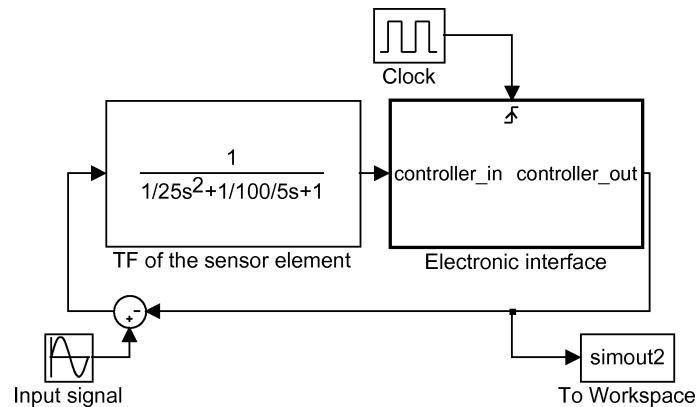 Clock
1
1/25s²+1/100/5s+1
controller_in controller_out
TF of the sensor element
Electronic interface
-
+
simout2
Input signal
To Workspace